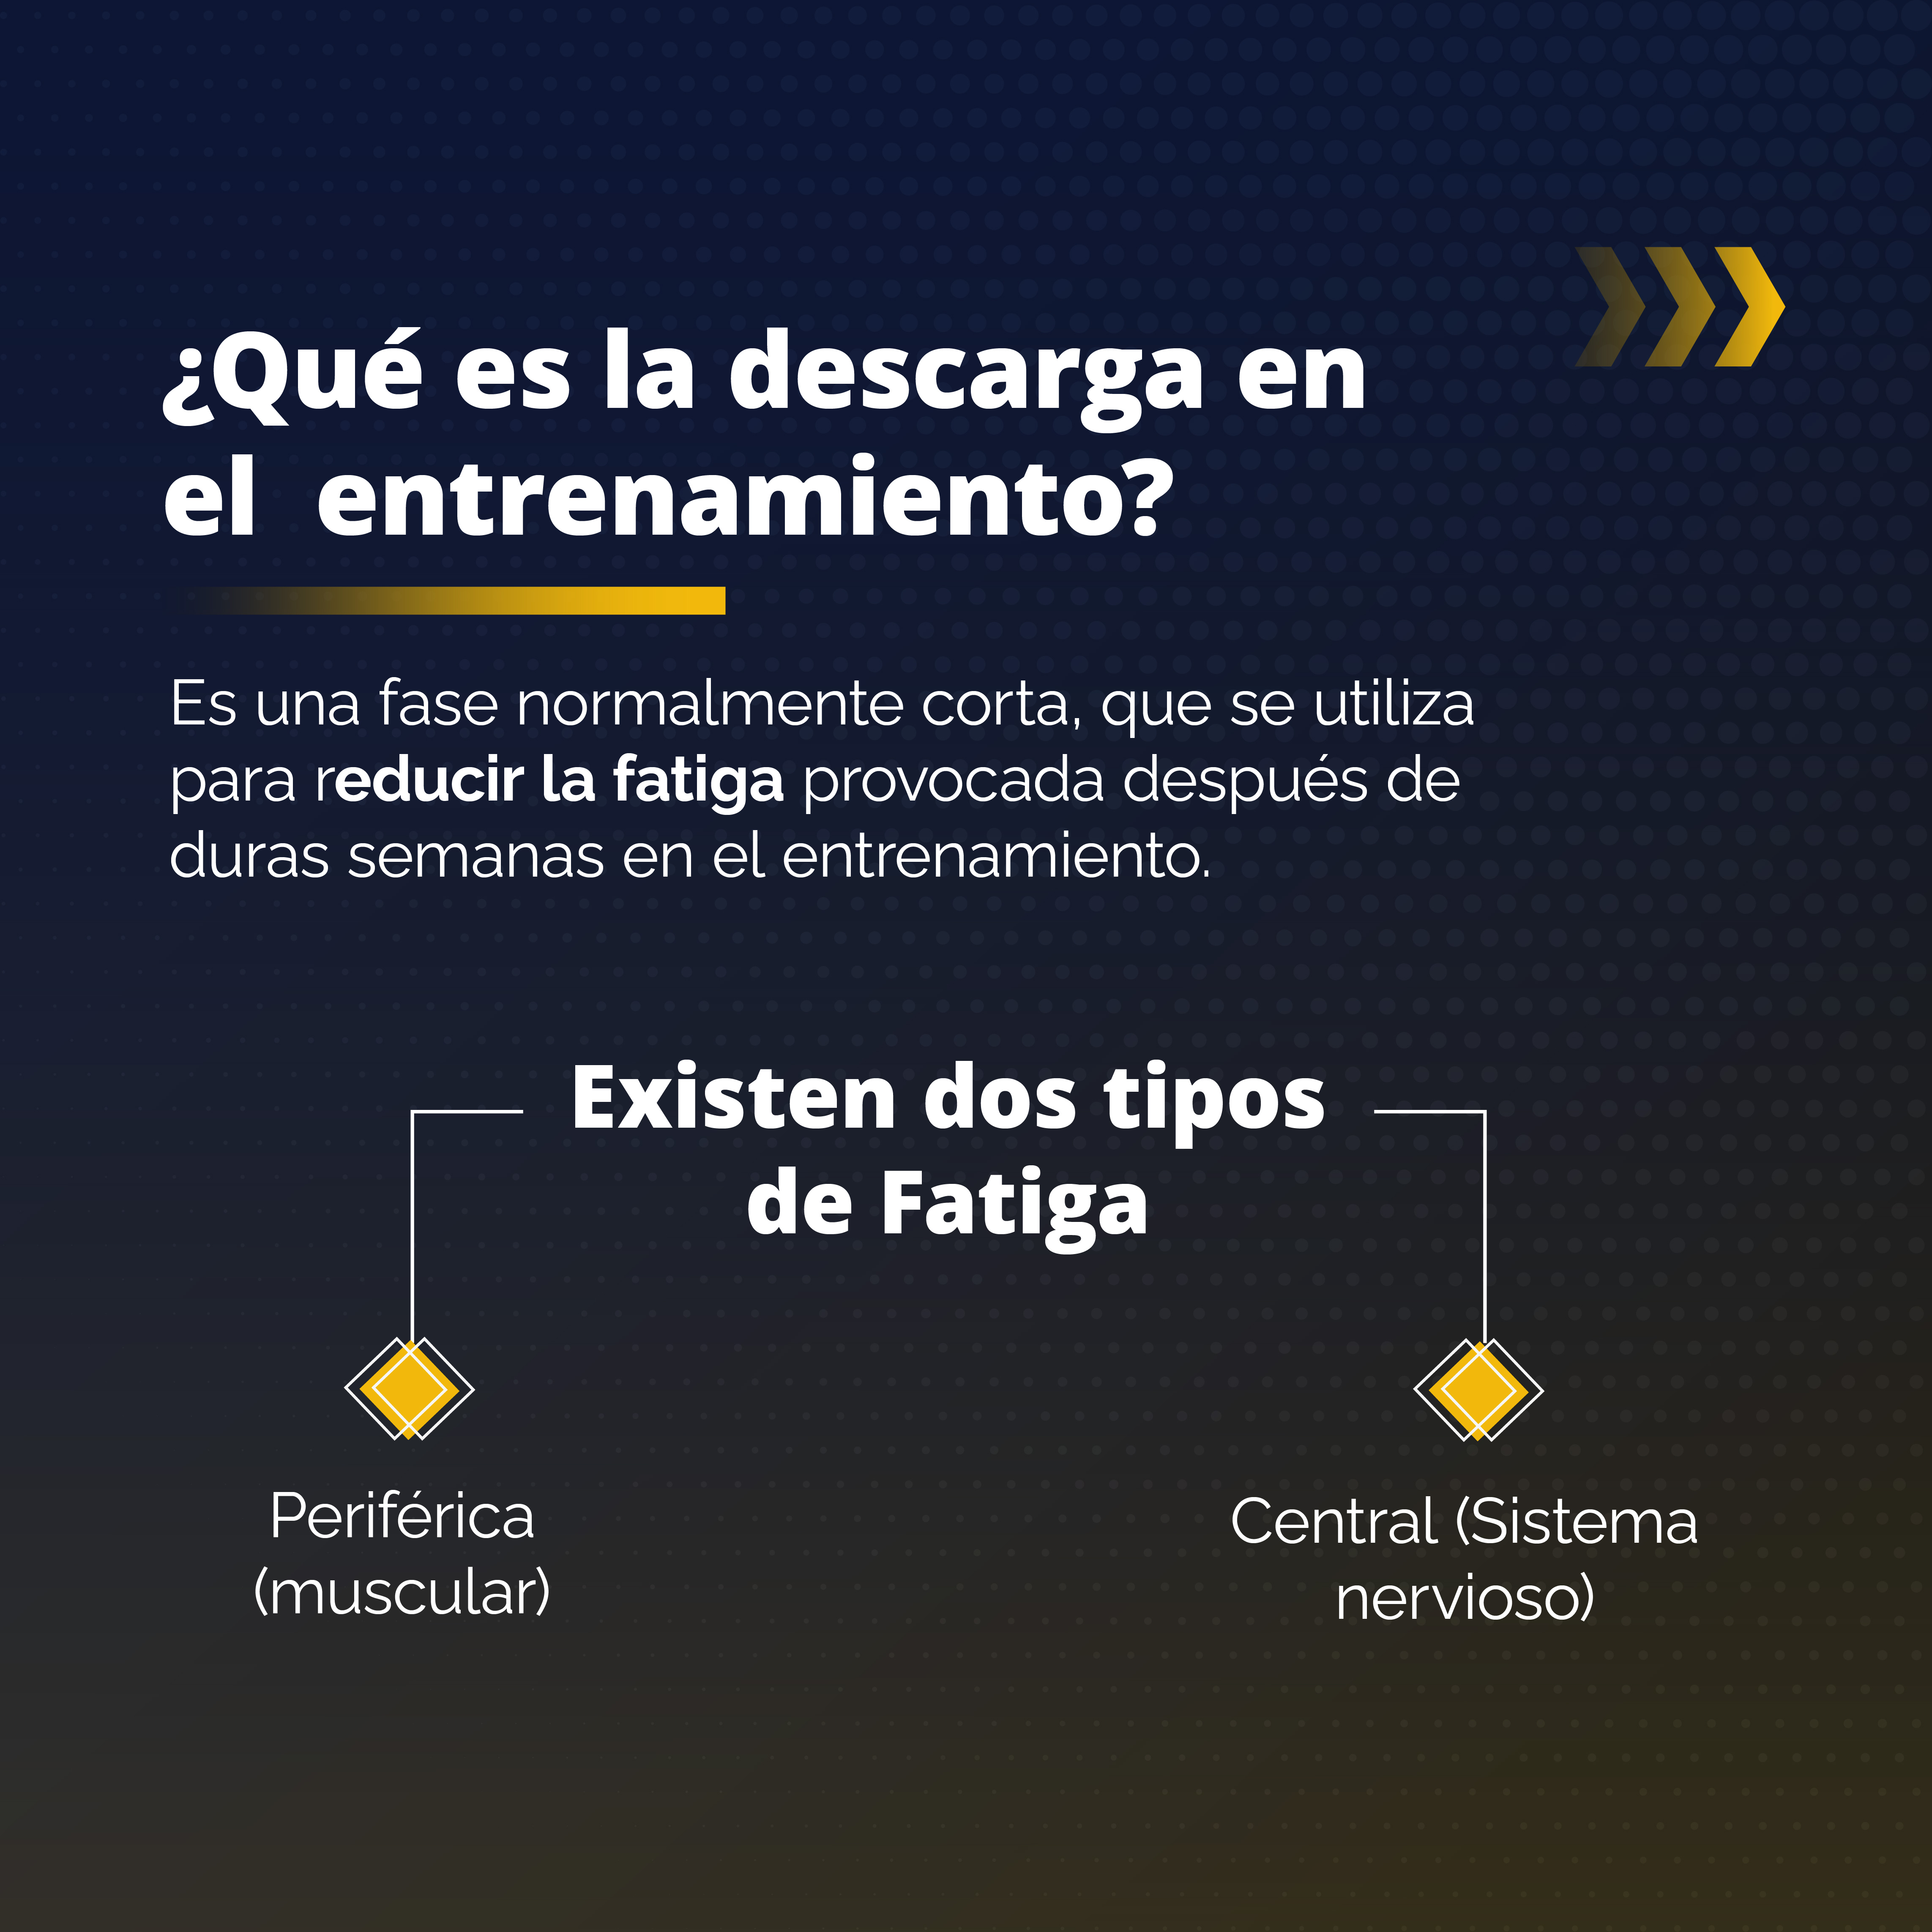 ¿Qué es la descarga en
el entrenamiento?
Es una fase normalmente corta, que se utiliza
para reducir la fatiga provocada después de
duras semanas en el entrenamiento.
Existen dos tipos
de Fatiga
Periférica
(muscular)
Central (Sistema
nervioso)